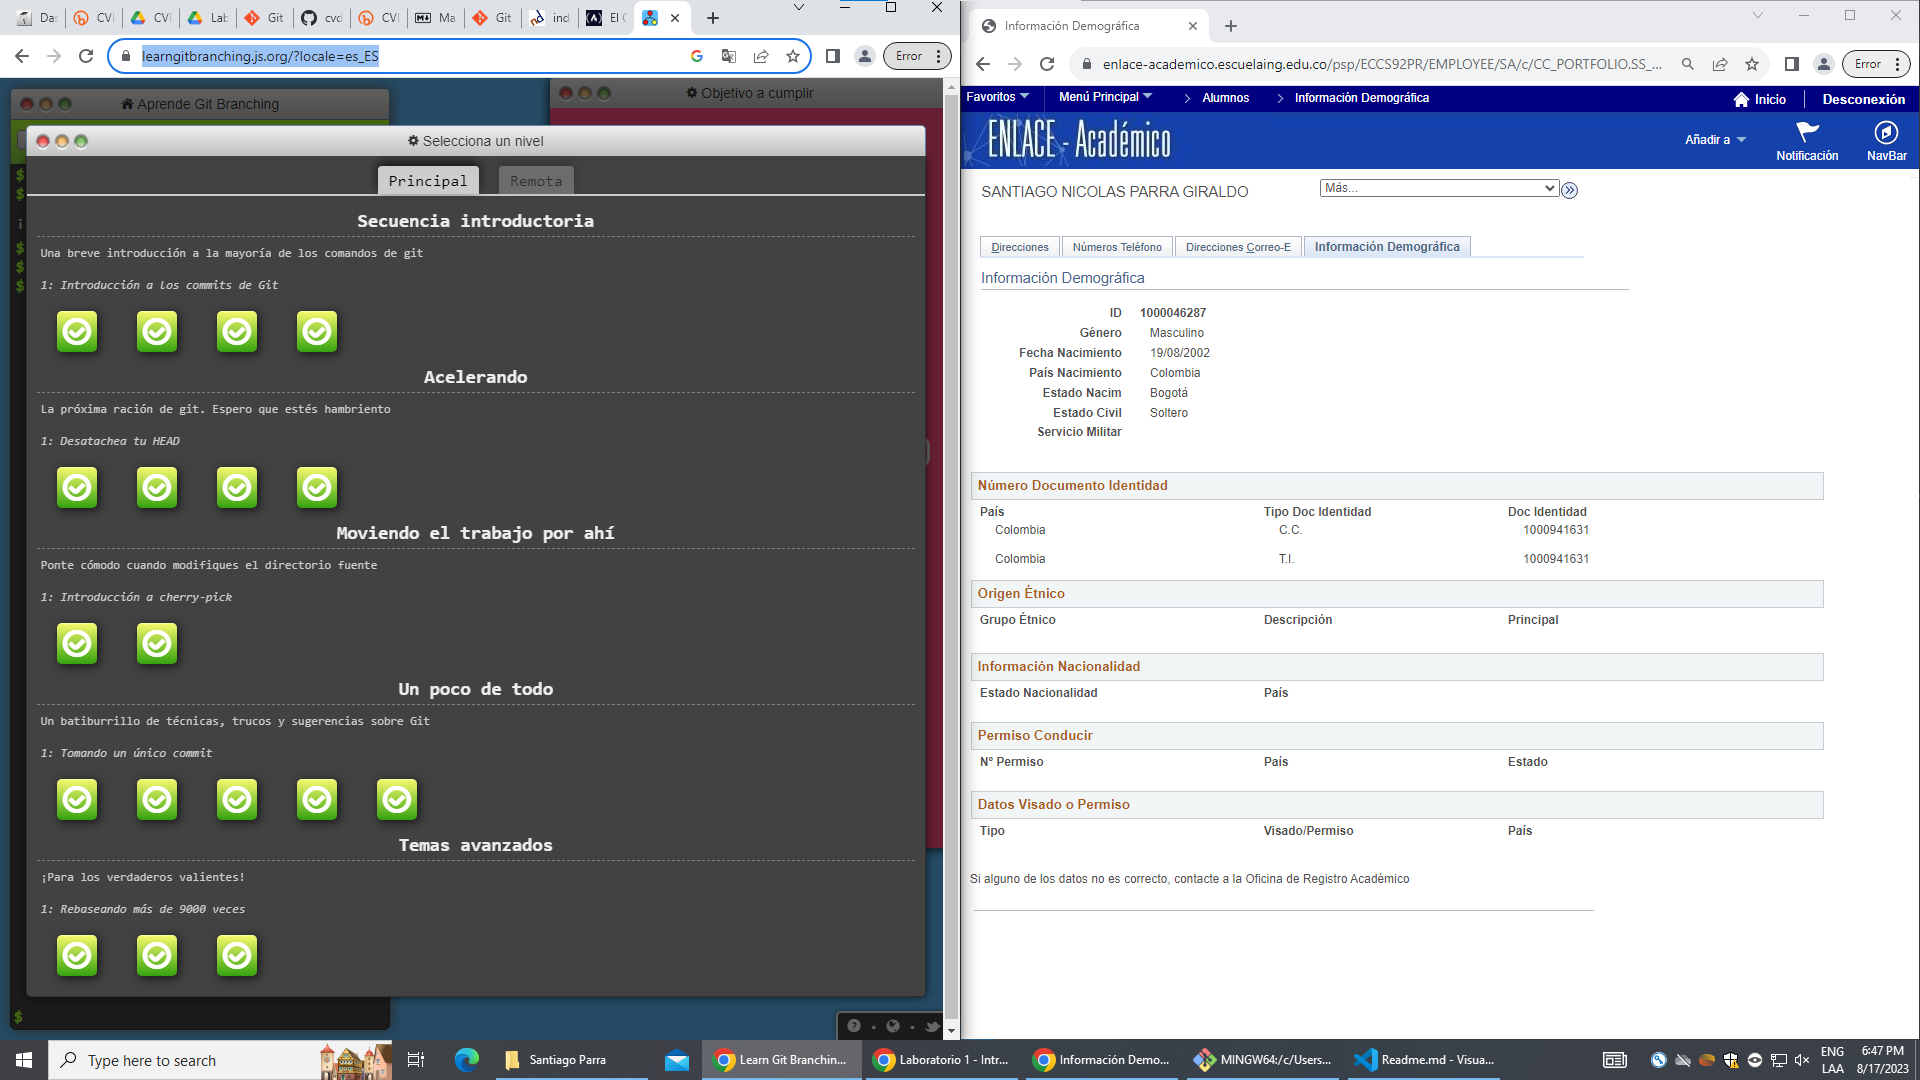 Da
CVI
CV
Lab
Git
cvd
CVI
Ma
Git
ind
El C
learngitbranching.js.org/?locale=es_ES
Error
Aprende Git Branching
Objetivo a cumplir
Selecciona un nivel
Principal
Remota
Secuencia introductoria
Una breve introducción a la mayoría de los comandos de git
1: Introducción a los commits de Git
Acelerando
La próxima ración de git. Espero que estés hambriento
1: Desatachea tu HEAD
Moviendo el trabajo por ahí
Ponte cómodo cuando modifiques el directorio fuente
1: Introducción a cherry-pick
Un poco de todo
Un batiburrillo de técnicas, trucos y sugerencias sobre Git
1: Tomando un único commit
Temas avanzados
¡Para los verdaderos valientes!
1: Rebaseando más de 9000 veces
$
Información Demográfica
enlace-academico.escuelaing.edu.co/psp/ECCS92PR/EMPLOYEE/SA/c/CC_PORTFOLIO.SS_...
Error
Favoritos
Menú Principal
Alumnos
Información Demográfica
Inicio
Desconexión
ENLACE - Académico
Añadir a
Notificación
NavBar
SANTIAGO NICOLAS PARRA GIRALDO
Más...
Direcciones
Números Teléfono
Direcciones Correo-E
Información Demográfica
Información Demográfica
ID 1000046287
Género Masculino
Fecha Nacimiento 19/08/2002
País Nacimiento Colombia
Estado Nacim Bogotá
Estado Civil Soltero
Servicio Militar
Número Documento Identidad
País Tipo Doc Identidad Doc Identidad
Colombia C.C. 1000941631
Colombia T.I. 1000941631
Origen Étnico
Grupo Étnico Descripción Principal
Información Nacionalidad
Estado Nacionalidad País
Permiso Conducir
Nº Permiso País Estado
Datos Visado o Permiso
Tipo Visado/Permiso País
Si alguno de los datos no es correcto, contacte a la Oficina de Registro Académico
Type here to search
Santiago Parra
Learn Git Branchin...
Laboratorio 1 - Intr...
Información Demo...
MINGW64:/c/Users...
Readme.md - Visua...
ENG
LAA
6:47 PM
8/17/2023